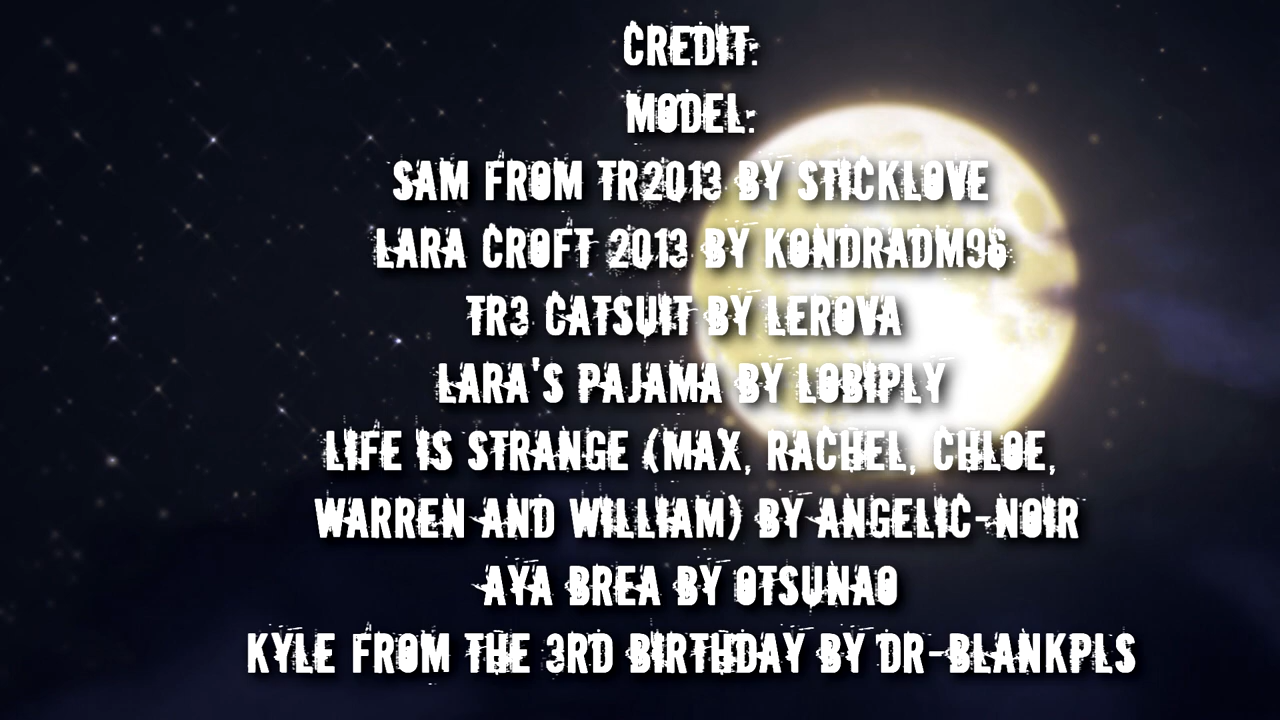 CREDIT:
MODEL:
SAM FROM TR2013 BY STICKLOVE
LARA CROFT 2013 BY KONDRADM96
TR3 CATSUIT BY LEROVA
LARA'S PAJAMA BY LOBIPLY
LIFE IS STRANGE (MAX, RACHEL, CHLOE,
WARREN AND WILLIAM) BY ANGELIC-NOIR
AYA BREA BY OTSUNAO
KYLE FROM THE 3RD BIRTHDAY BY DR-BLANKPLS